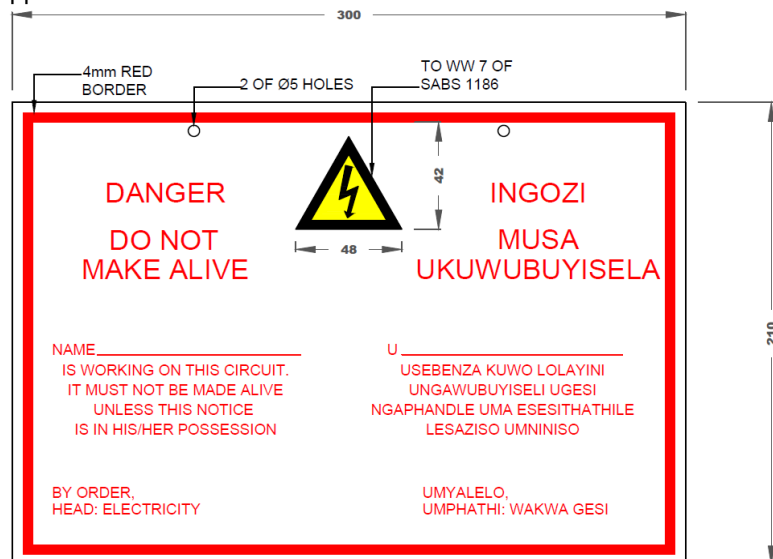 300
4mm RED
BORDER
2 OF Ø5 HOLES
TO WW 7 OF
SABS 1186
42
48
210
DANGER
DO NOT
MAKE ALIVE
INGOZI
MUSA
UKUWUBUYISELA
NAME
IS WORKING ON THIS CIRCUIT.
IT MUST NOT BE MADE ALIVE
UNLESS THIS NOTICE
IS IN HIS/HER POSSESSION
U
USEBENZA KUWO LOLAYINI
UNGAWUBUYISELI UGESI
NGAPHANDLE UMA ESESITHATHILE
LESAZISO UMNINISO
BY ORDER,
HEAD: ELECTRICITY
UMYALELO,
UMPHATHI: WAKWA GESI